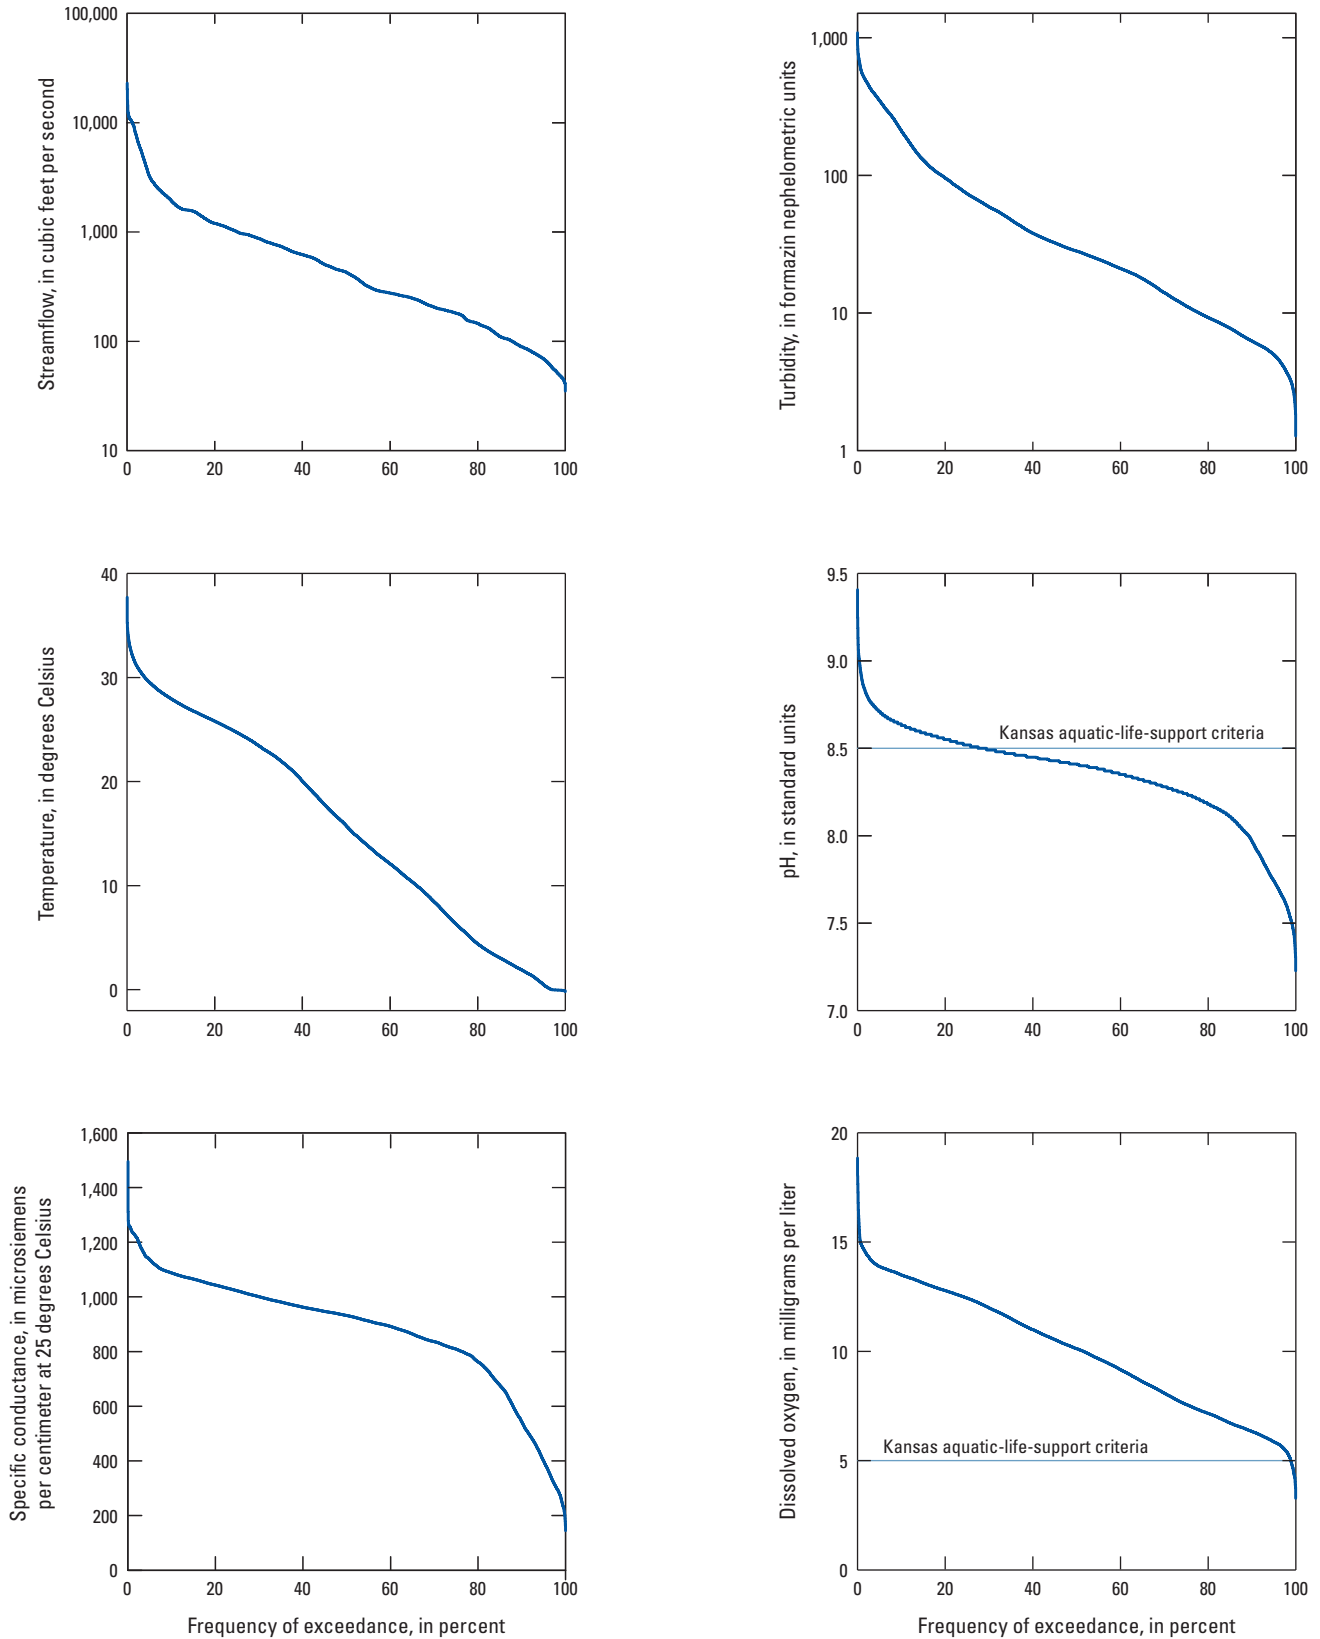 Streamflow, in cubic feet per second
100,000
10,000
1,000
100
10
0 20 40 60 80 100
Turbidity, in formazin nephelometric units
1,000
100
10
1
0 20 40 60 80 100
Temperature, in degrees Celsius
40
30
20
10
0
0 20 40 60 80 100
pH, in standard units
9.5
9.0
8.5
8.0
7.5
7.0
Kansas aquatic-life-support criteria
0 20 40 60 80 100
Specific conductance, in microsiemens
per centimeter at 25 degrees Celsius
1,600
1,400
1,200
1,000
800
600
400
200
0
0 20 40 60 80 100
Frequency of exceedance, in percent
Dissolved oxygen, in milligrams per liter
20
15
10
5
0
Kansas aquatic-life-support criteria
0 20 40 60 80 100
Frequency of exceedance, in percent